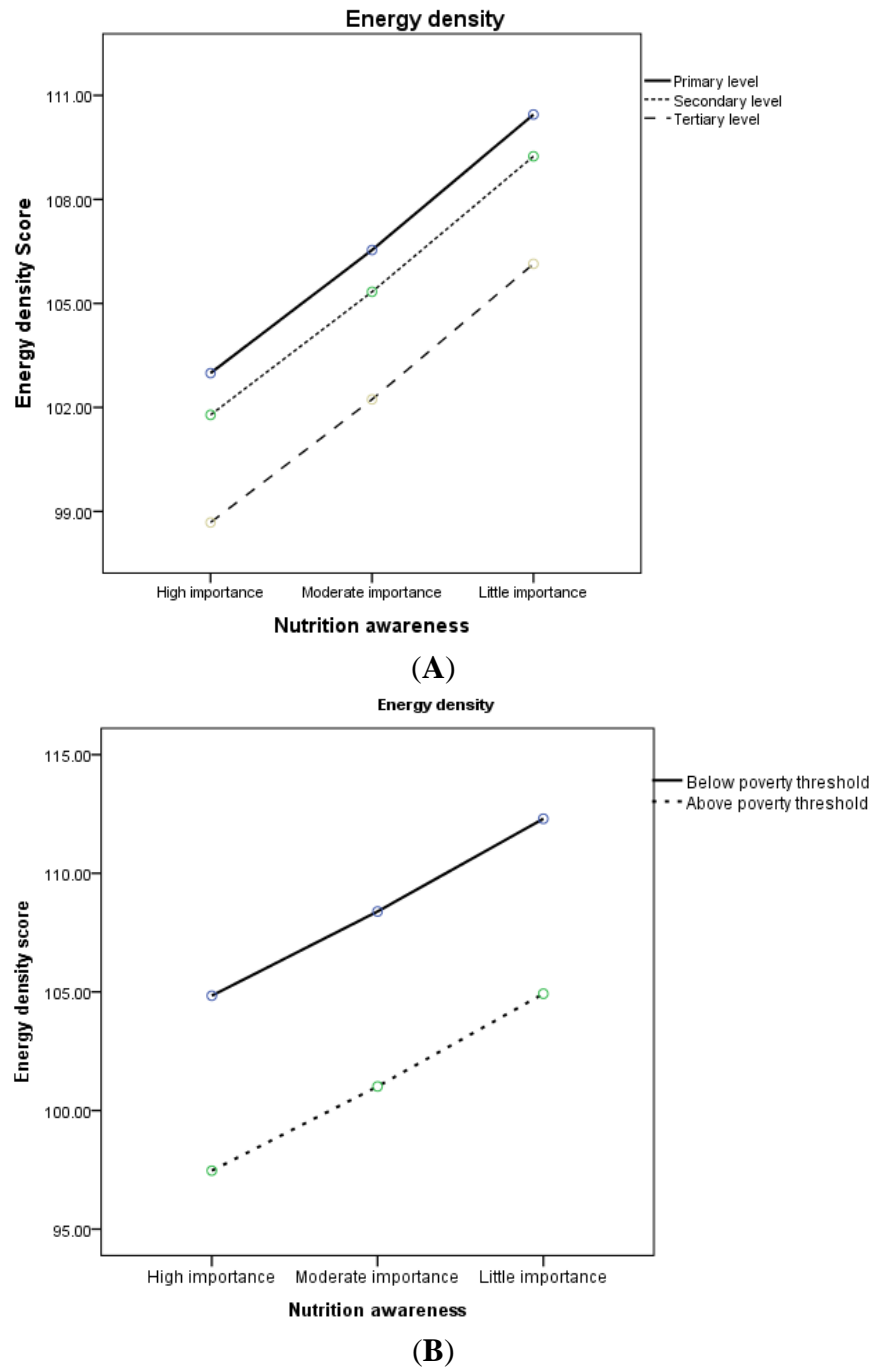 Energy density
Primary level
Secondary level
Tertiary level
111.00
108.00
105.00
102.00
99.00
Energy density Score
High importance
Moderate importance
Little importance
Nutrition awareness
(A)
Energy density
Below poverty threshold
Above poverty threshold
115.00
110.00
105.00
100.00
95.00
Energy density score
High importance
Moderate importance
Little importance
Nutrition awareness
(B)